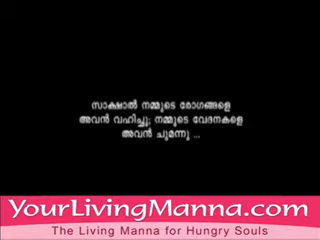 സാക്ഷാൽ നമ്മുടെ രോഗങ്ങളെ
അവൻ വഹിച്ചു; നമ്മുടെ വേദനകളെ
അവൻ ചുമന്നു ...
YourLivingManna.com
The Living Manna for Hungry Souls